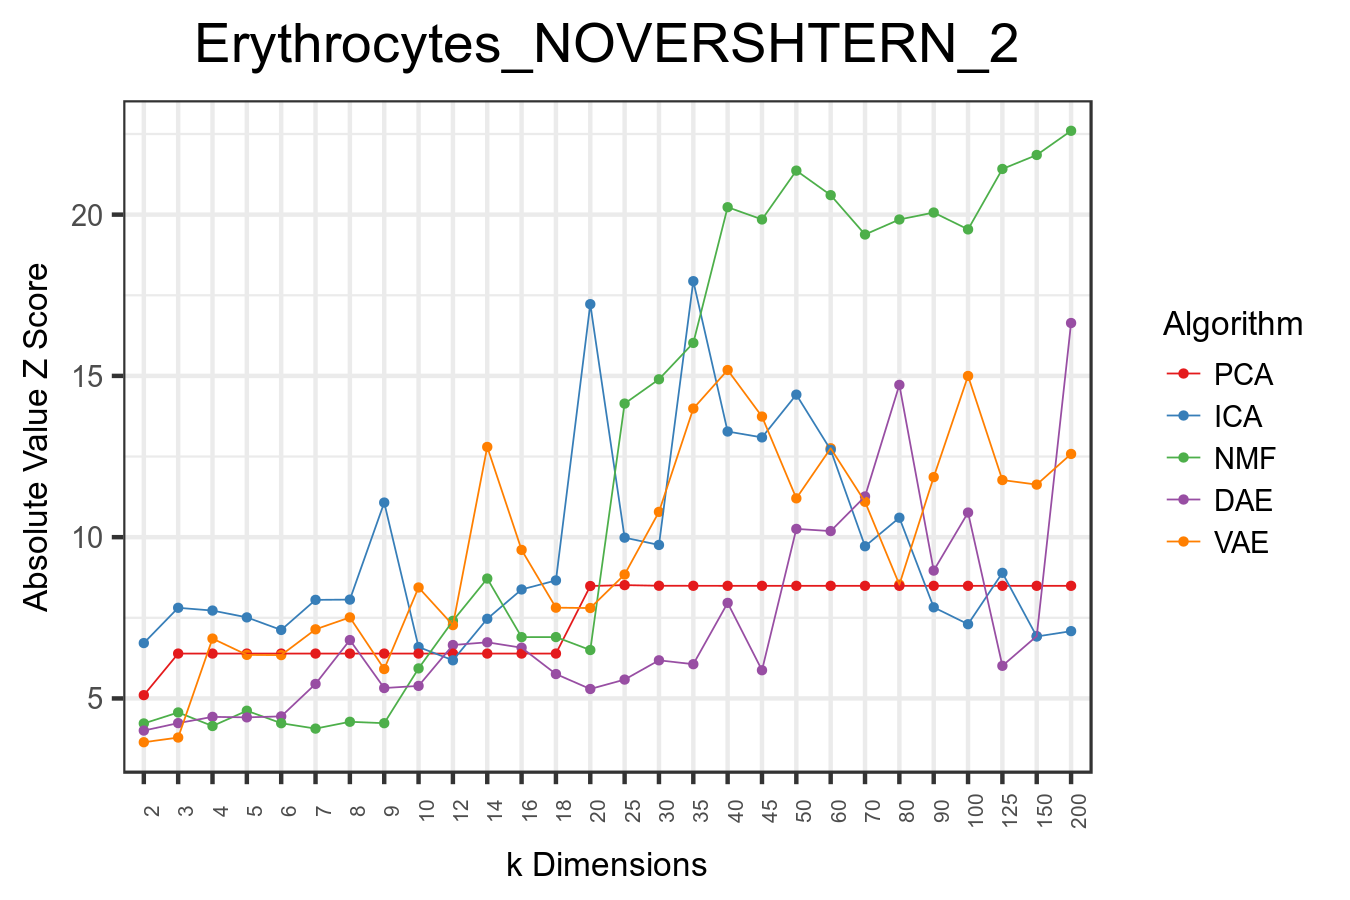 Erythrocytes_NOVERSHTERN_2
Absolute Value Z Score
20
15
10
5
2 3 4 5 6 7 8 9 10 12 14 16 18 20 25 30 35 40 45 50 60 70 80 90 100 125 150 200
k Dimensions
Algorithm
PCA
ICA
NMF
DAE
VAE